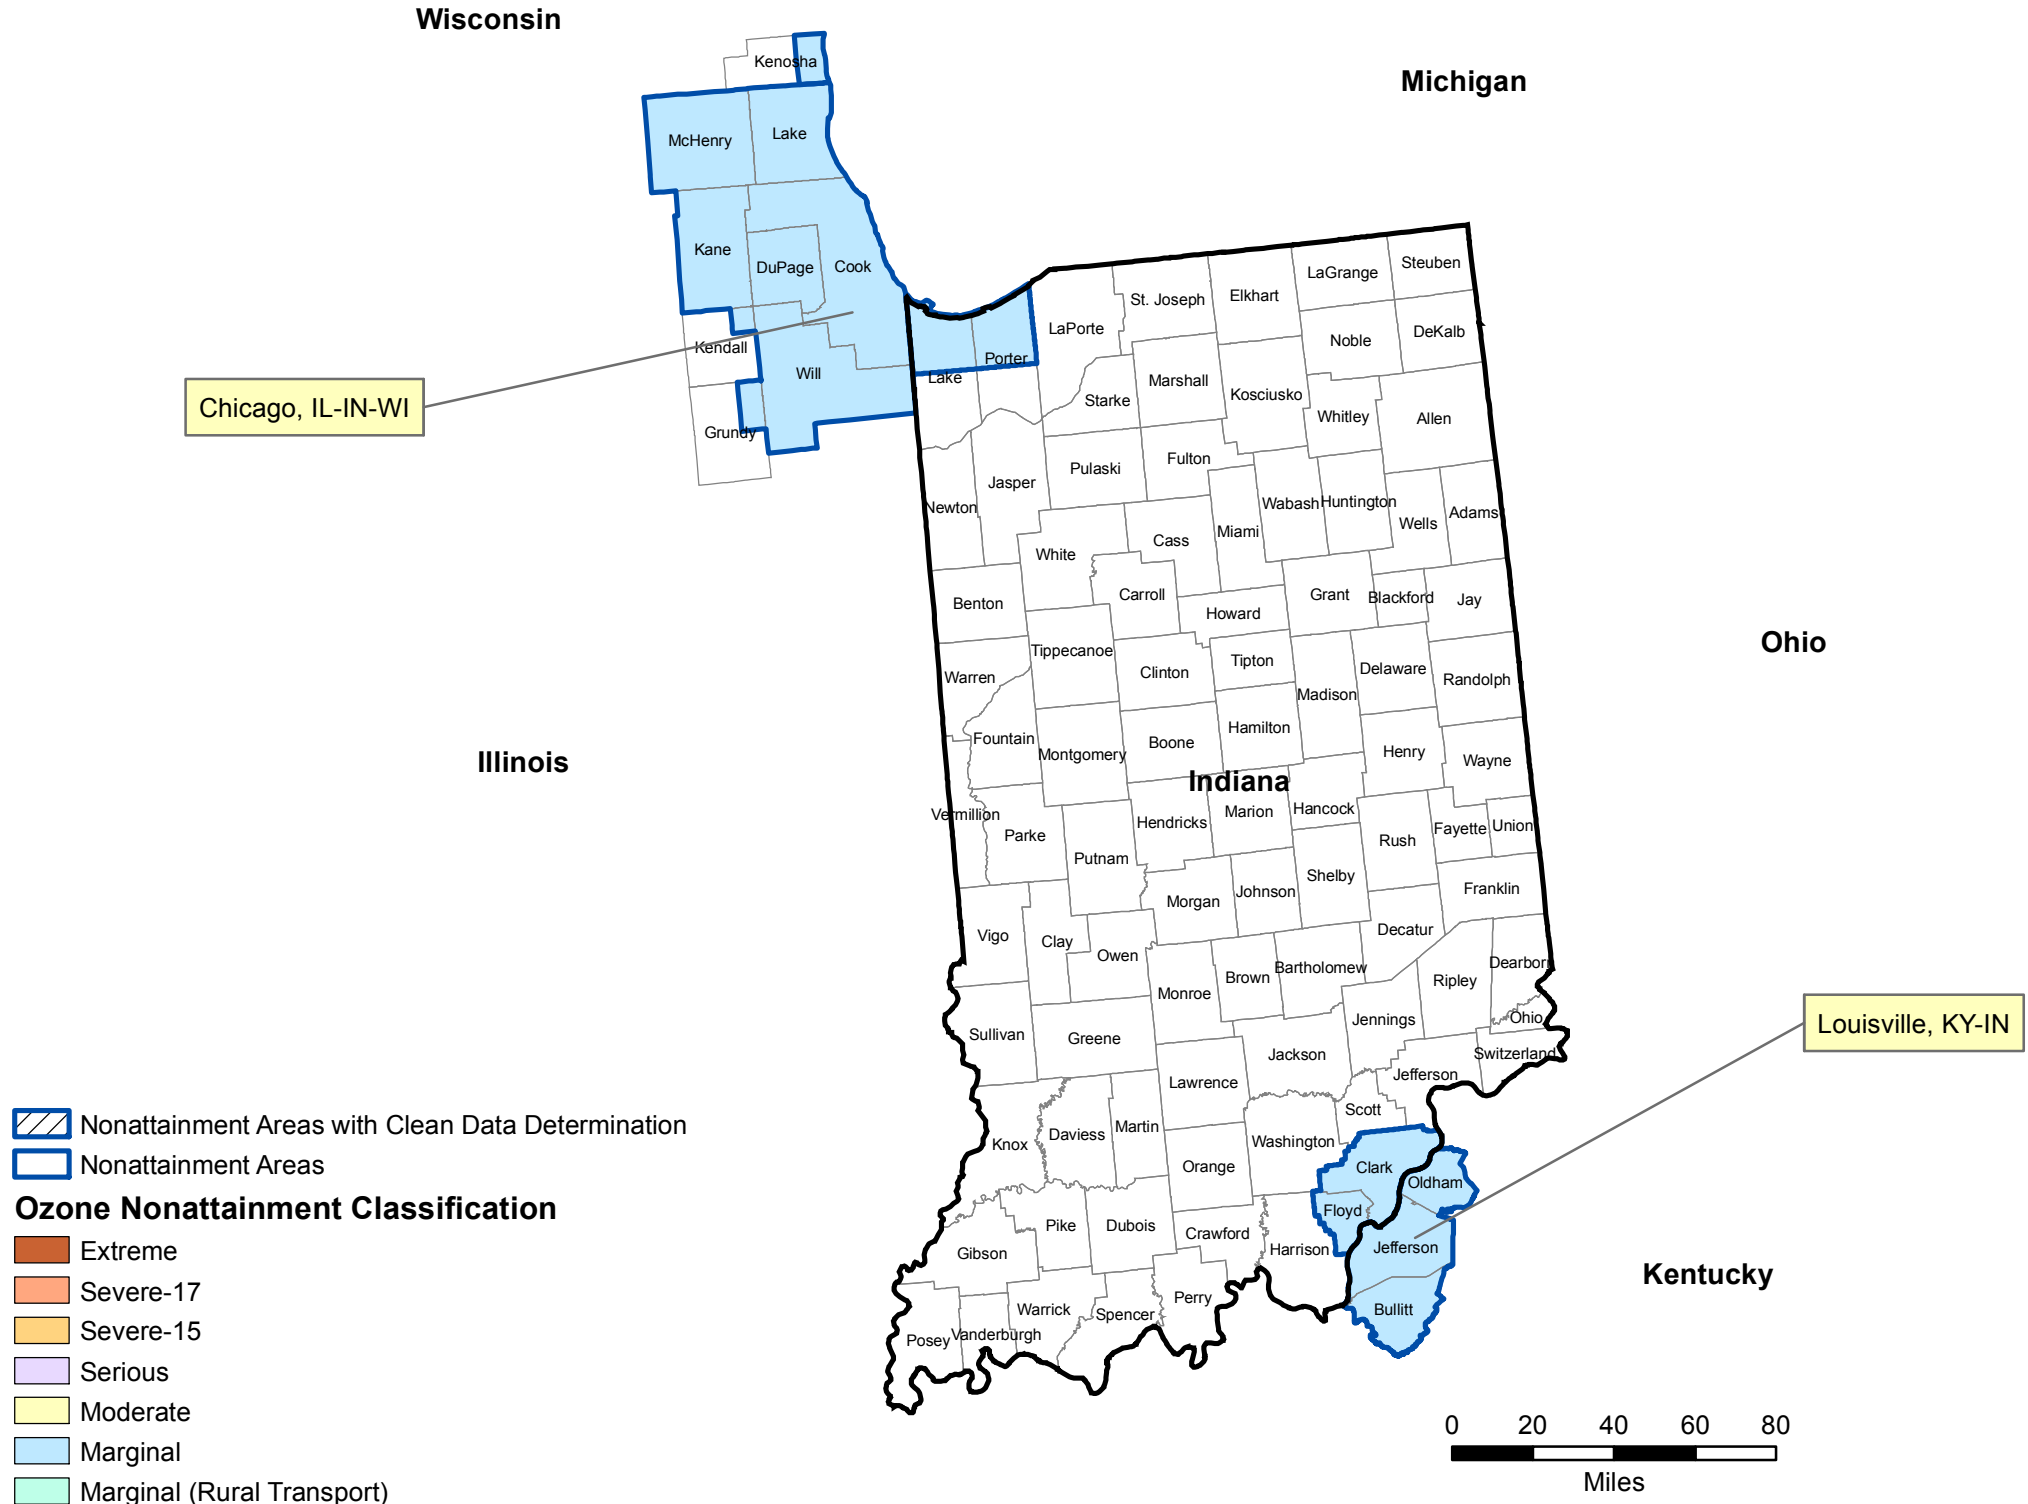 Wisconsin
Michigan
Kenosha
McHenry
Lake
Kane
DuPage
Cook
Kendall
Will
Grundy
Chicago, IL-IN-WI
Lake
Porter
LaPorte
St. Joseph
Elkhart
LaGrange
Steuben
Noble
DeKalb
Starke
Marshall
Kosciusko
Whitley
Allen
Newton
Jasper
Pulaski
Fulton
Wabash
Huntington
Wells
Adams
White
Cass
Miami
Benton
Carroll
Howard
Grant
Blackford
Jay
Ohio
Warren
Tippecanoe
Clinton
Tipton
Madison
Delaware
Randolph
Illinois
Fountain
Montgomery
Boone
Hamilton
Henry
Wayne
Indiana
Vermillion
Parke
Putnam
Hendricks
Marion
Hancock
Rush
Fayette
Union
Morgan
Johnson
Shelby
Franklin
Vigo
Clay
Owen
Monroe
Brown
Bartholomew
Decatur
Ripley
Dearborn
Sullivan
Greene
Jackson
Jennings
Ohio
Switzerland
Louisville, KY-IN
Lawrence
Jefferson
Scott
Knox
Daviess
Martin
Orange
Washington
Clark
Oldham
Floyd
Gibson
Pike
Dubois
Crawford
Harrison
Jefferson
Kentucky
Posey
Vanderburgh
Warrick
Spencer
Perry
Bullitt
Nonattainment Areas with Clean Data Determination
Nonattainment Areas
Ozone Nonattainment Classification
Extreme
Severe-17
Severe-15
Serious
Moderate
Marginal
Marginal (Rural Transport)
0 20 40 60 80
Miles